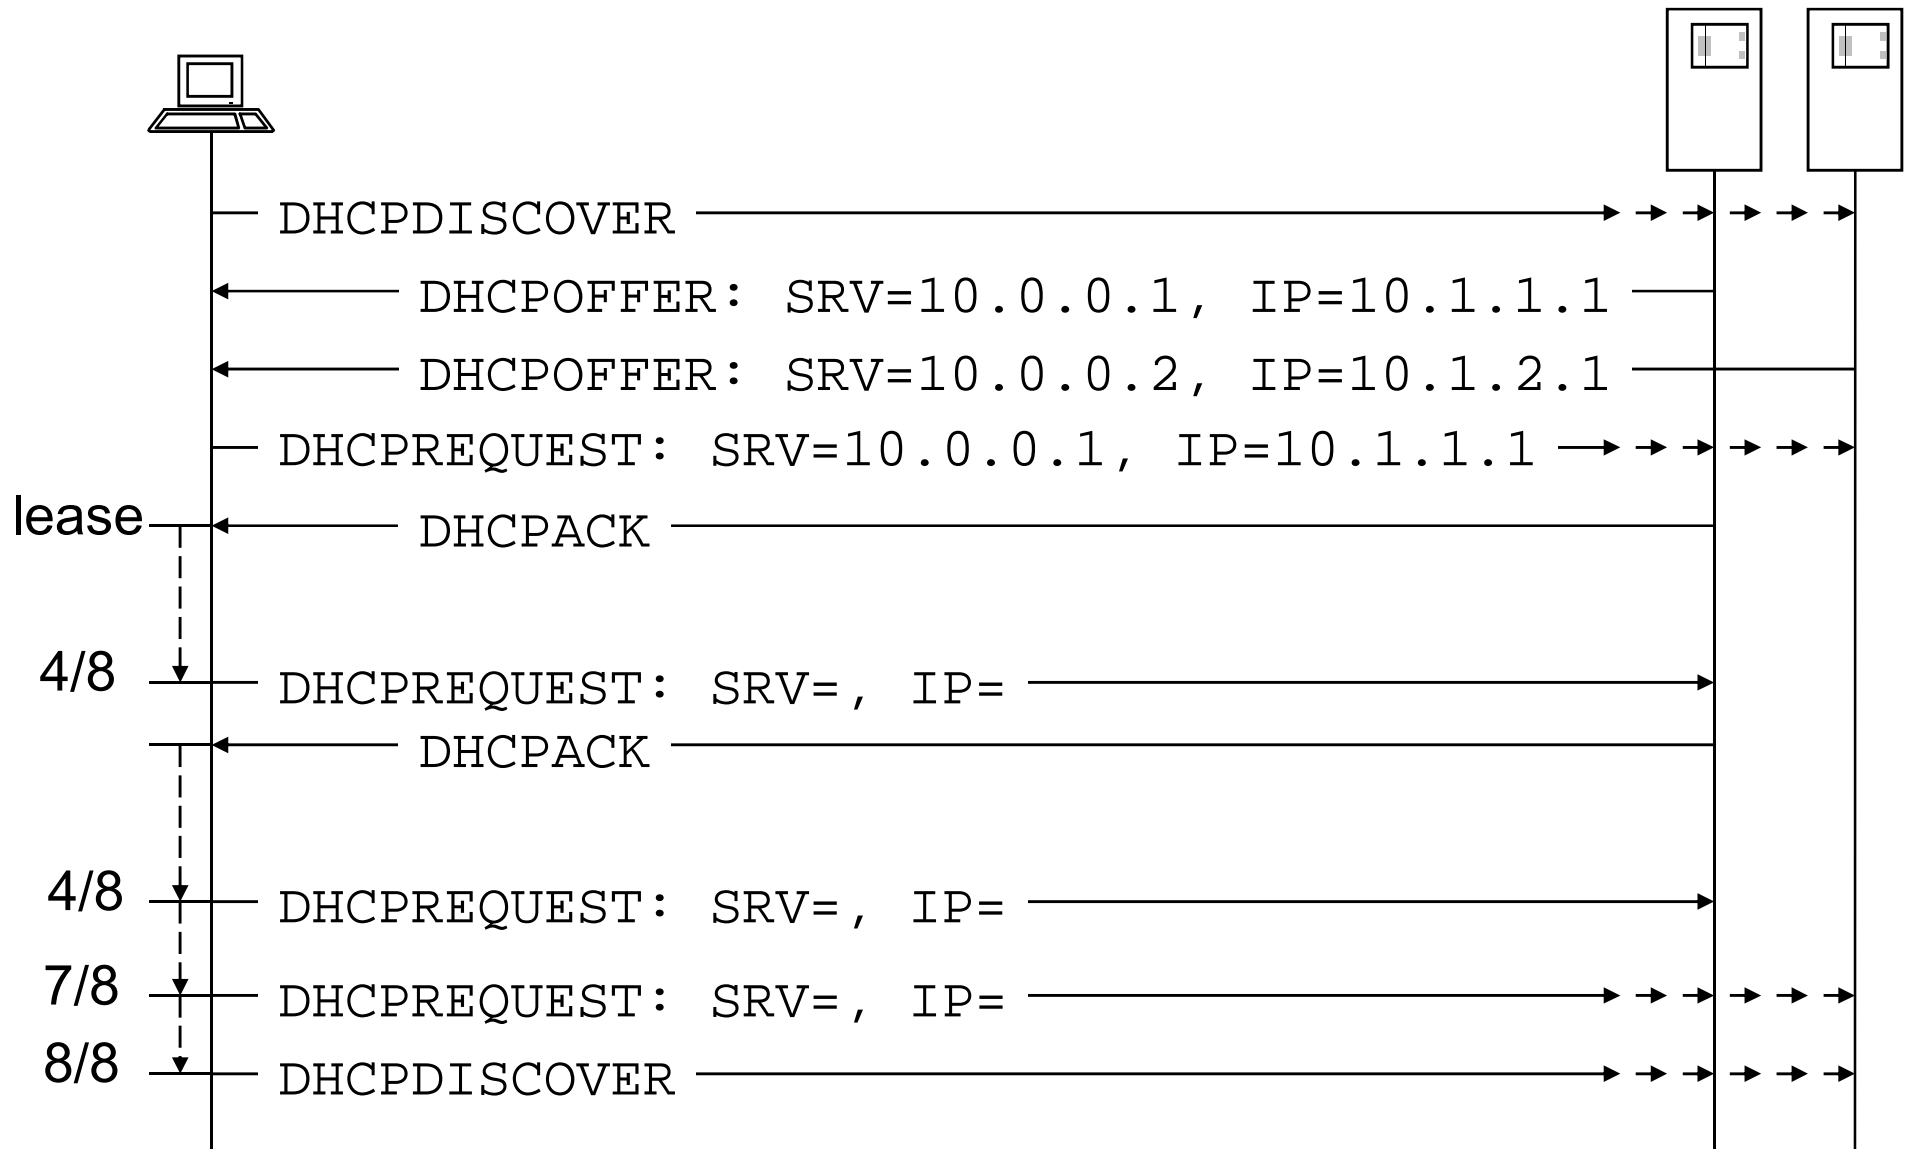 DHCPDISCOVER
DHCPOFFER: SRV=10.0.0.1, IP=10.1.1.1
DHCPOFFER: SRV=10.0.0.2, IP=10.1.2.1
DHCPREQUEST: SRV=10.0.0.1, IP=10.1.1.1
lease DHCPACK
4/8 DHCPREQUEST: SRV=, IP=
DHCPACK
4/8 DHCPREQUEST: SRV=, IP=
7/8 DHCPREQUEST: SRV=, IP=
8/8 DHCPDISCOVER